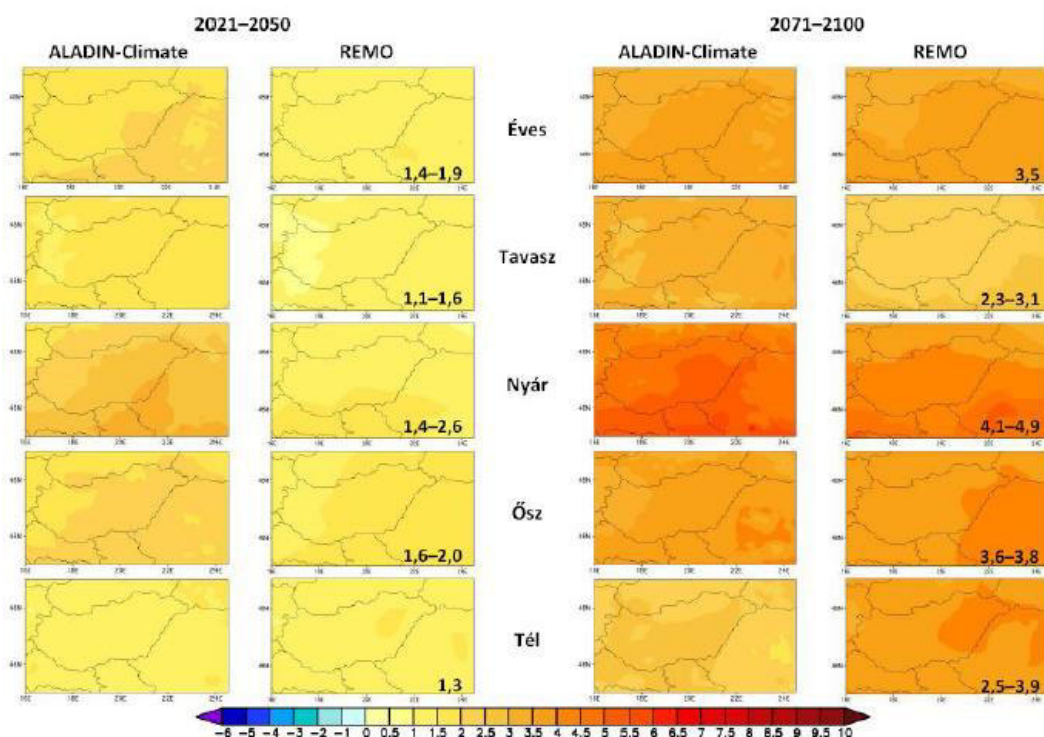 2021–2050 2071–2100
ALADIN-Climate REMO ALADIN-Climate REMO
Éves
1,4–1,9 3,5
Tavasz
1,1–1,6 2,3–3,1
Nyár
1,4–2,6 4,1–4,9
Ősz
1,6–2,0 3,6–3,8
Tél
1,3 2,5–3,9
-6 -5 -4 -3 -2 -1 0 0.5 1 1.5 2 2.5 3 3.5 4 4.5 5 5.5 6 6.5 7 7.5 8 8.5 9 9.5 10